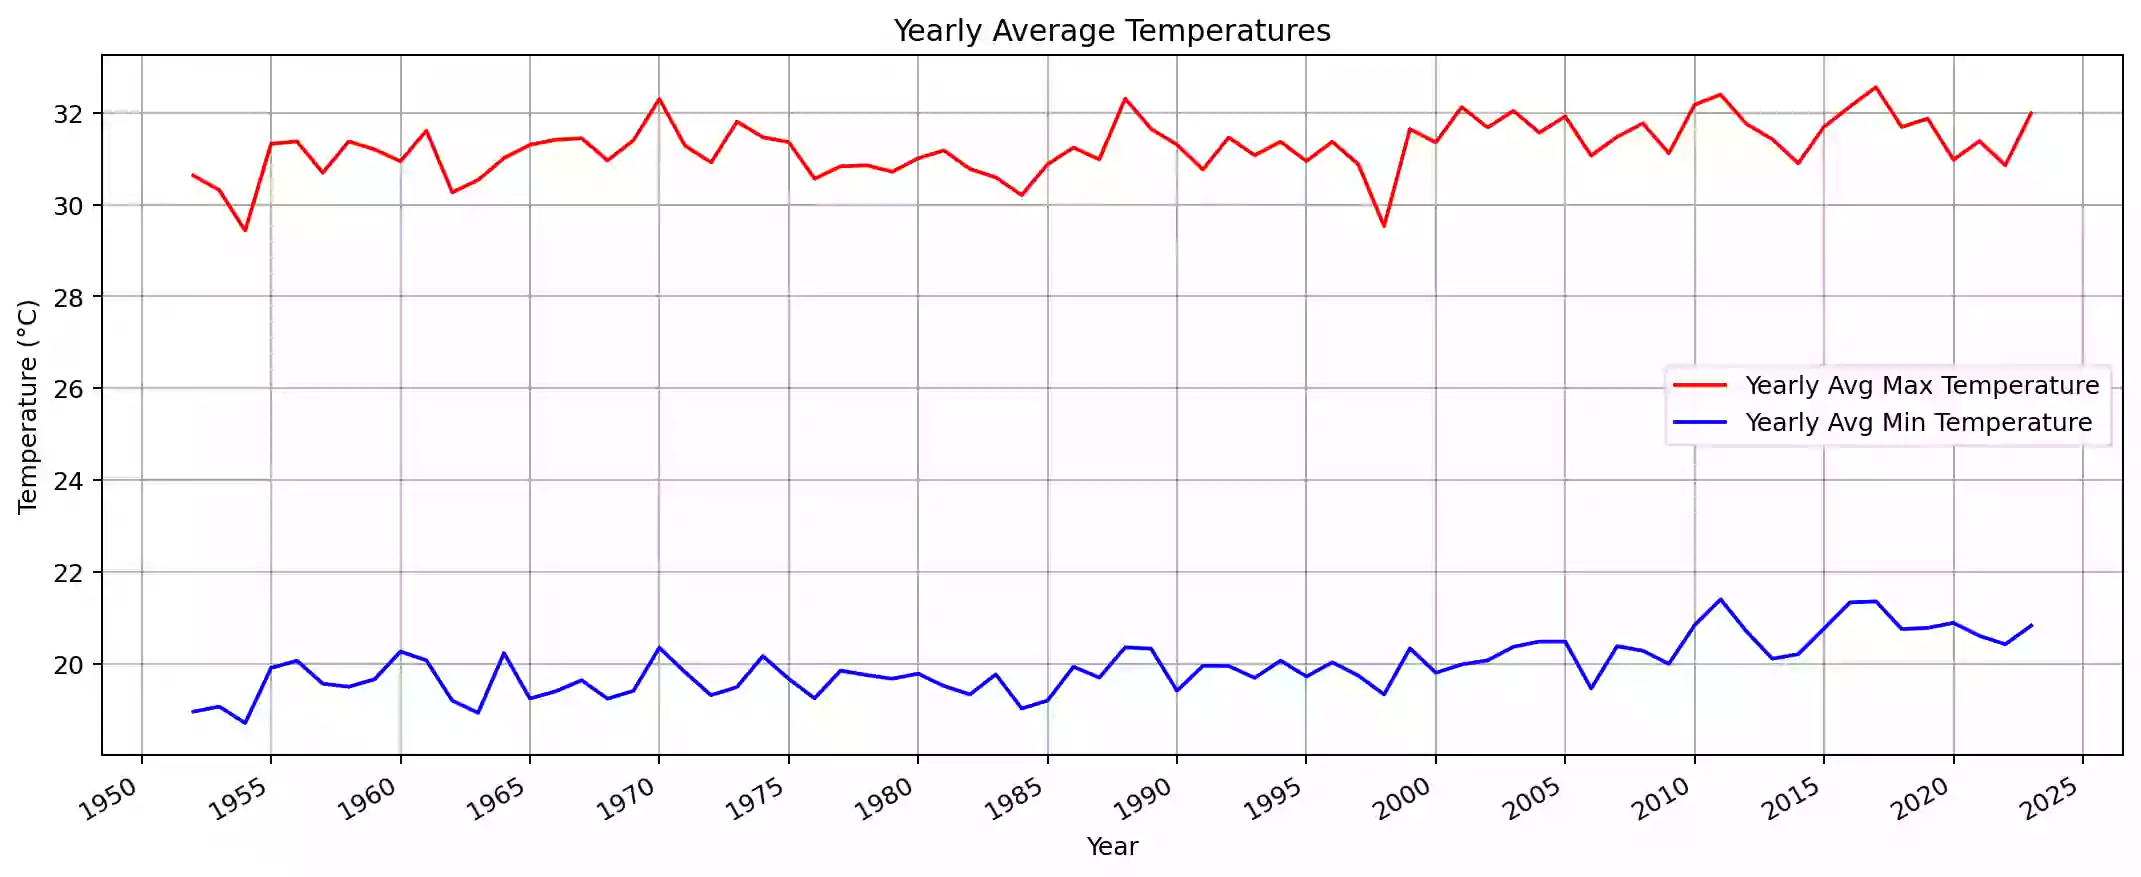 Yearly Average Temperatures
Temperature (°C)
32
30
28
26
24
22
20
Yearly Avg Max Temperature
Yearly Avg Min Temperature
1950 1955 1960 1965 1970 1975 1980 1985 1990 1995 2000 2005 2010 2015 2020 2025
Year